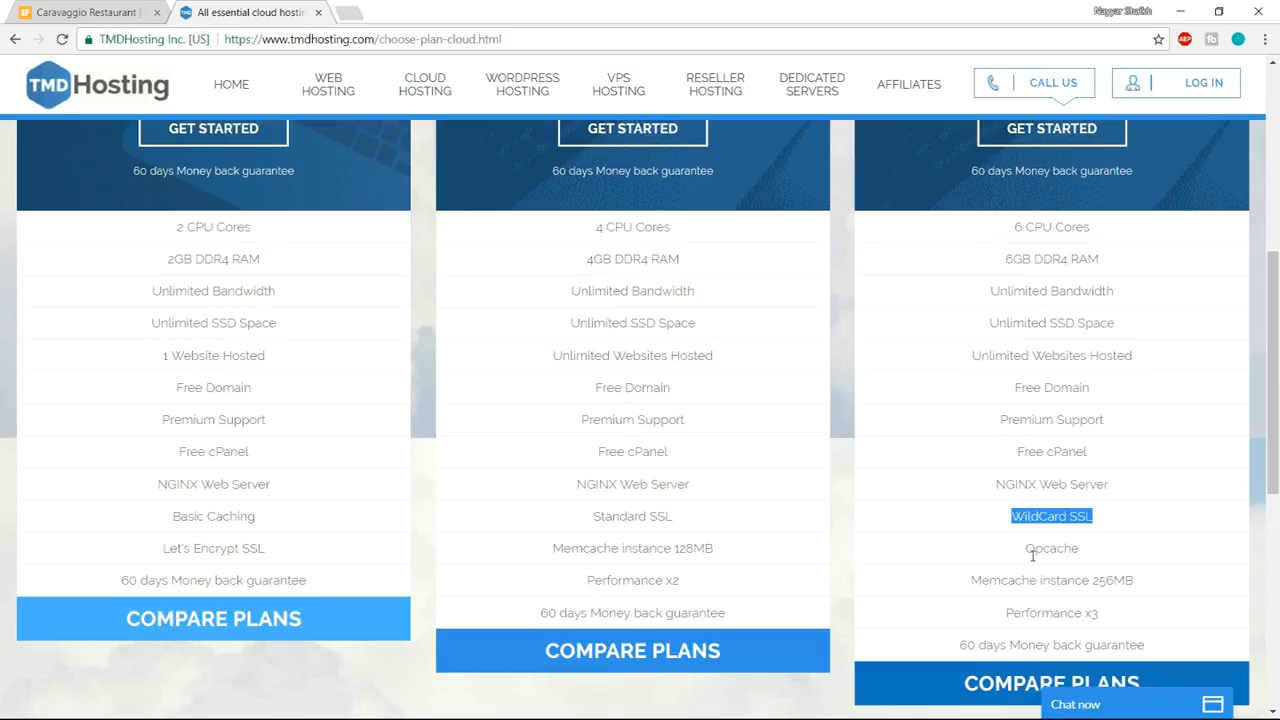 Caravaggio Restaurant |
All essential cloud hostin
Nayyar Shaikh
TMDHosting Inc. [US]
https://www.tmdhosting.com/choose-plan-cloud.html
ABP
tb
TMDHosting
HOME
WEB HOSTING
CLOUD HOSTING
WORDPRESS HOSTING
VPS HOSTING
RESELLER HOSTING
DEDICATED SERVERS
AFFILIATES
CALL US
LOG IN
GET STARTED
60 days Money back guarantee
2 CPU Cores
2GB DDR4 RAM
Unlimited Bandwidth
Unlimited SSD Space
1 Website Hosted
Free Domain
Premium Support
Free cPanel
NGINX Web Server
Basic Caching
Let's Encrypt SSL
60 days Money back guarantee
COMPARE PLANS
GET STARTED
60 days Money back guarantee
4 CPU Cores
4GB DDR4 RAM
Unlimited Bandwidth
Unlimited SSD Space
Unlimited Websites Hosted
Free Domain
Premium Support
Free cPanel
NGINX Web Server
Standard SSL
Memcache instance 128MB
Performance x2
60 days Money back guarantee
COMPARE PLANS
GET STARTED
60 days Money back guarantee
6 CPU Cores
6GB DDR4 RAM
Unlimited Bandwidth
Unlimited SSD Space
Unlimited Websites Hosted
Free Domain
Premium Support
Free cPanel
NGINX Web Server
WildCard SSL
Opcache
Memcache instance 256MB
Performance x3
60 days Money back guarantee
COMPARE PLANS
Chat now